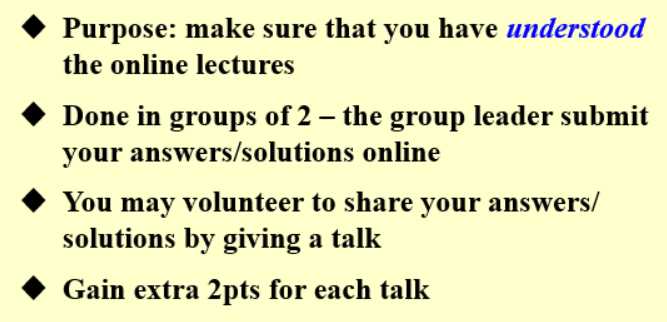 ◆ Purpose: make sure that you have understood
the online lectures
◆ Done in groups of 2 – the group leader submit
your answers/solutions online
◆ You may volunteer to share your answers/
solutions by giving a talk
◆ Gain extra 2pts for each talk